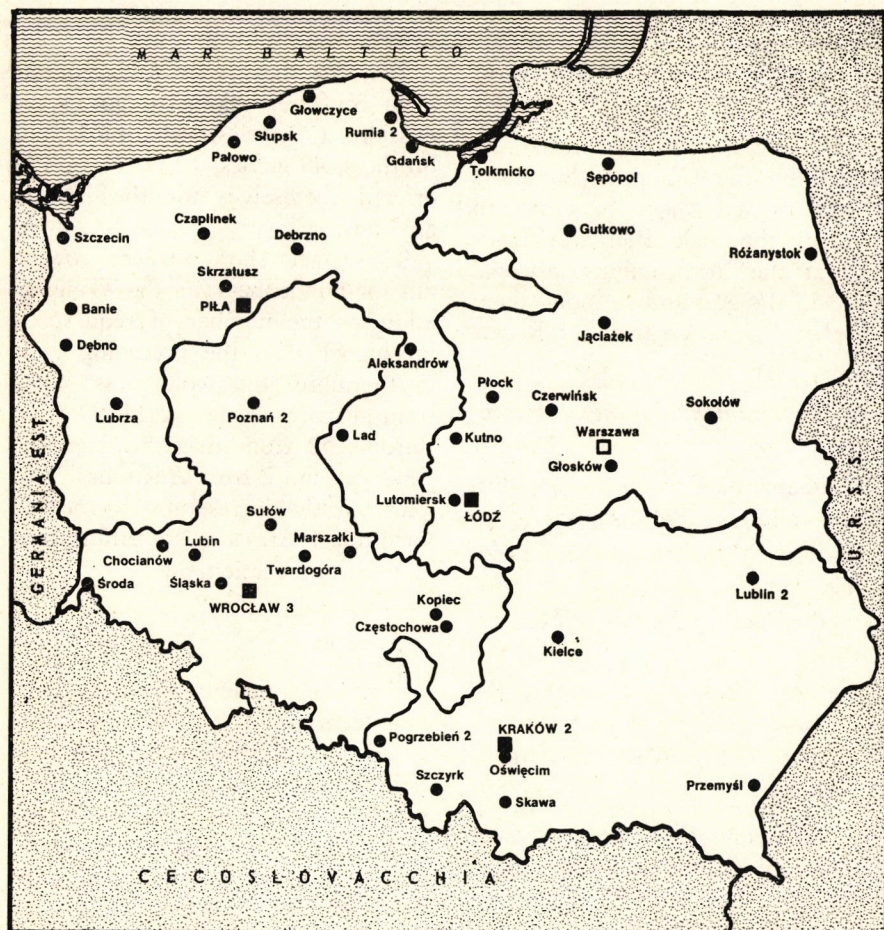 MAR BALTICO
Głowczyce
Słupsk
Rumia 2
Pałowo
Gdańsk
Tolkmicko
Sępopol
Czaplinek
Szczecin
Debrzno
Gutkowo
Różanystok
Skrzatusz
PIŁA
Banie
Jąciażek
Dębno
Aleksandrów
Płock
Czerwińsk
Sokołów
Lubrza
Poznań 2
Lad
Kutno
Warszawa
Głosków
GERMANIA EST
U.R.S.S.
Lutomiersk
ŁÓDŹ
Sułów
Marszałki
Chocianów
Lubin
Twardogóra
Środa
Śląska
WROCŁAW 3
Lublin 2
Kopiec
Częstochowa
Kielce
Pogrzebień 2
KRAKÓW 2
Oświęcim
Szczyrk
Skawa
Przemyśl
CECOSLOVACCHIA